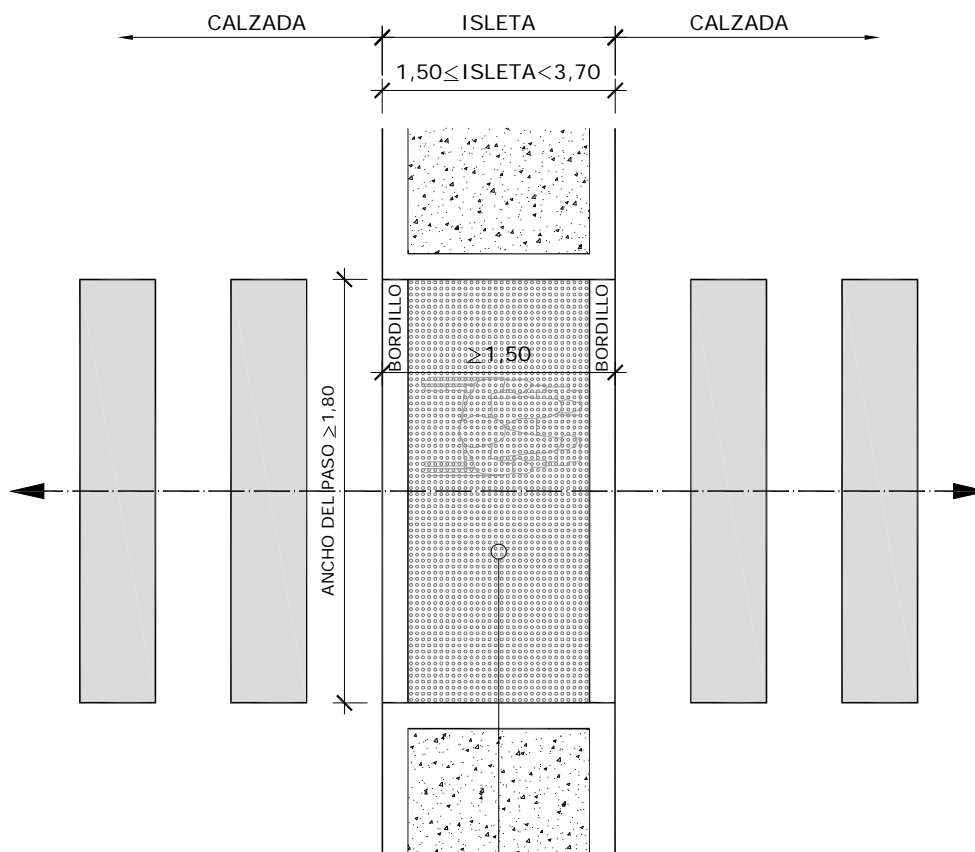 CALZADA
ISLETA
CALZADA
1,50≤ISLETA<3,70
BORDILLO
BORDILLO
≥1,50
ANCHO DEL PASO ≥1,80